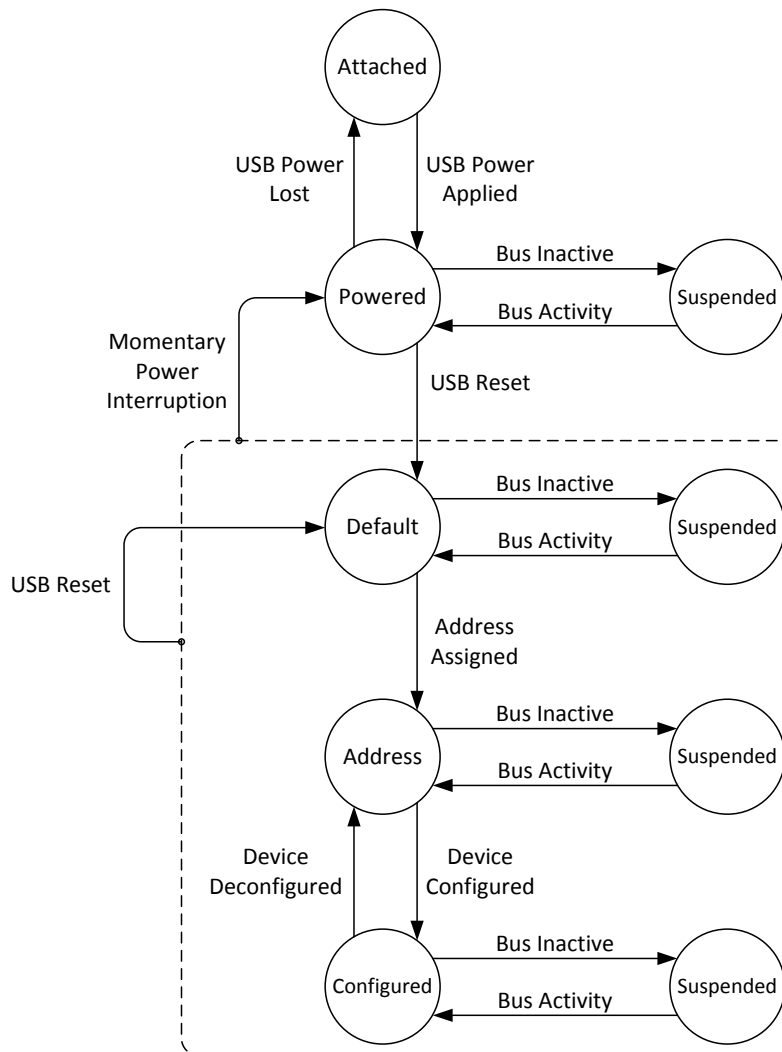 Attached
USB Power
Lost
USB Power
Applied
Bus Inactive
Powered
Suspended
Bus Activity
Momentary
Power
Interruption
USB Reset
Bus Inactive
Default
Suspended
Bus Activity
USB Reset
Address
Assigned
Bus Inactive
Address
Suspended
Bus Activity
Device
Deconfigured
Device
Configured
Bus Inactive
Configured
Suspended
Bus Activity